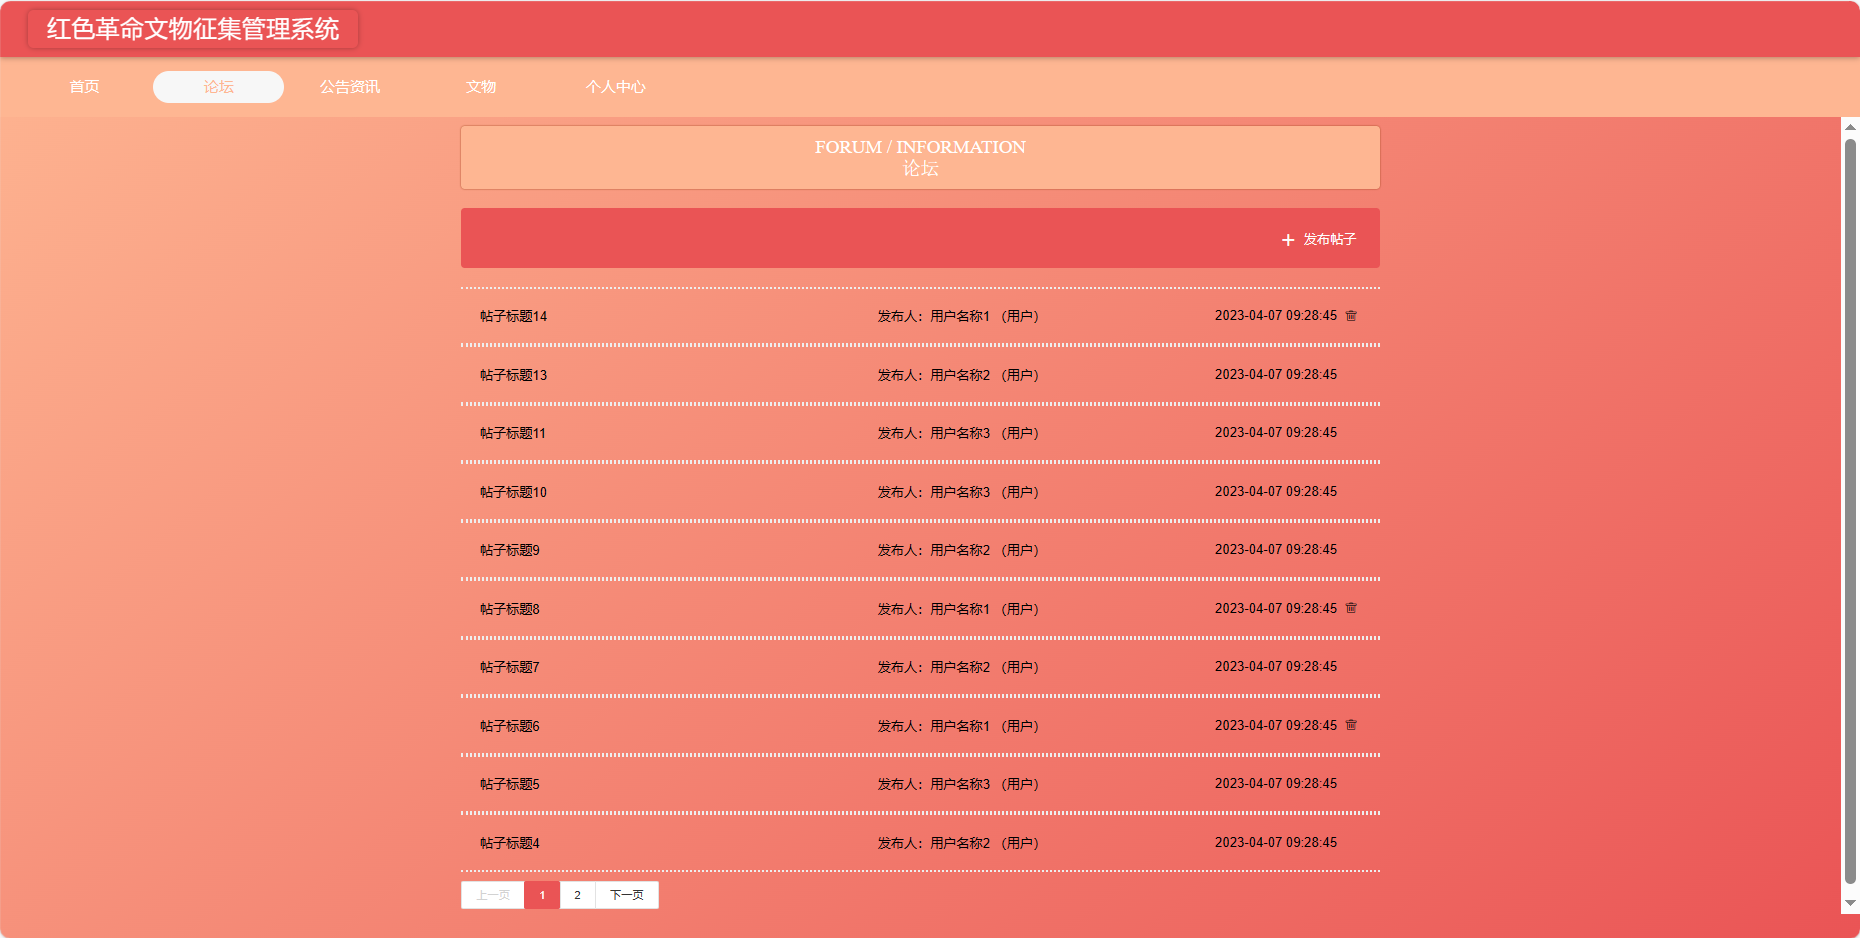 红色革命文物征集管理系统
首页 论坛 公告资讯 文物 个人中心
FORUM / INFORMATION
论坛
+ 发布帖子
帖子标题14 发布人：用户名称1 （用户） 2023-04-07 09:28:45
帖子标题13 发布人：用户名称2 （用户） 2023-04-07 09:28:45
帖子标题11 发布人：用户名称3 （用户） 2023-04-07 09:28:45
帖子标题10 发布人：用户名称3 （用户） 2023-04-07 09:28:45
帖子标题9 发布人：用户名称2 （用户） 2023-04-07 09:28:45
帖子标题8 发布人：用户名称1 （用户） 2023-04-07 09:28:45
帖子标题7 发布人：用户名称2 （用户） 2023-04-07 09:28:45
帖子标题6 发布人：用户名称1 （用户） 2023-04-07 09:28:45
帖子标题5 发布人：用户名称3 （用户） 2023-04-07 09:28:45
帖子标题4 发布人：用户名称2 （用户） 2023-04-07 09:28:45
上一页 1 2 下一页